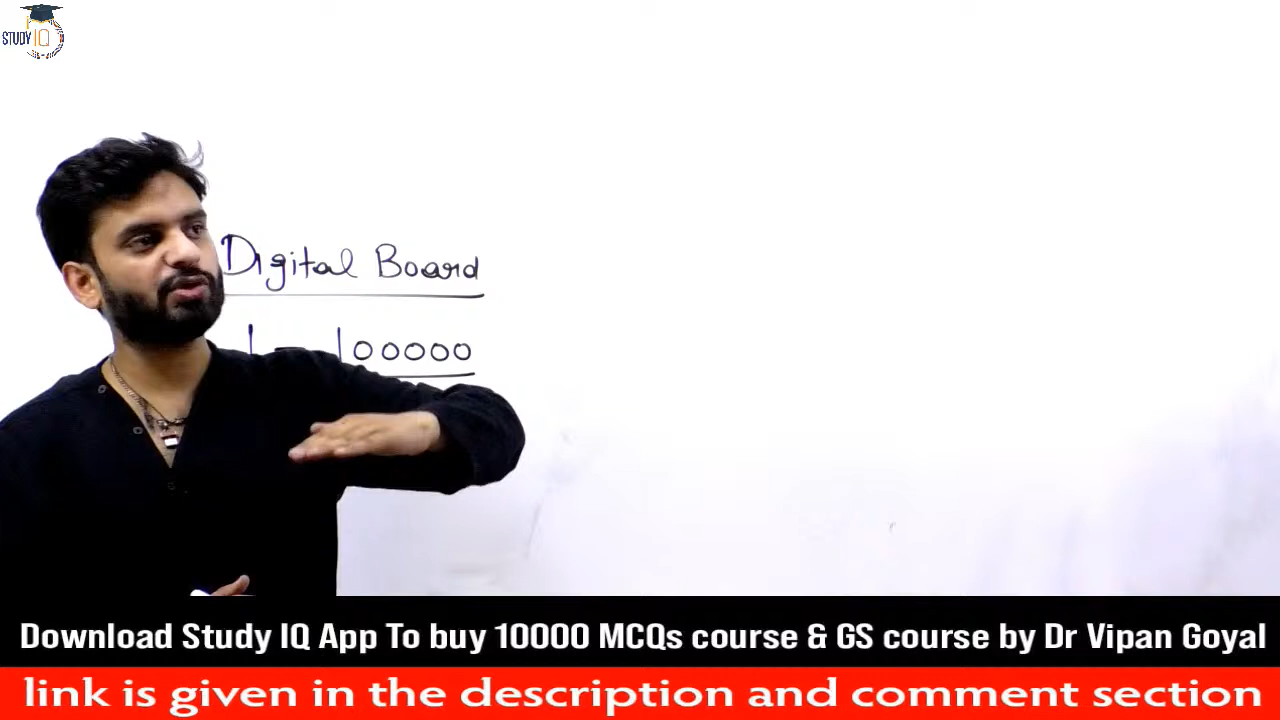 STUDY IQ
Digital Board
1 - 100000
Download Study IQ App To buy 10000 MCQs course & GS course by Dr Vipan Goyal
link is given in the description and comment section